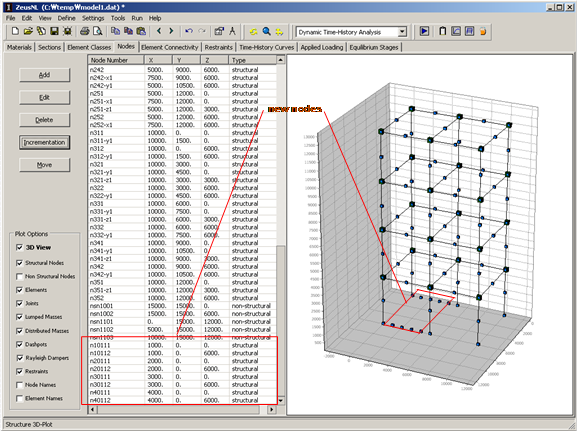 ZeusNL (C:\temp\model1.dat) *
File Edit View Define Settings Tools Run Help
Dynamic Time-History Analysis
Materials Sections Element Classes Nodes Element Connectivity Restraints Time-History Curves Applied Loading Equilibrium Stages
Add
Edit
Delete
Incrementation
Move
Plot Options
3D View
Structural Nodes
Non Structural Nodes
Elements
Joints
Lumped Masses
Distributed Masses
Dashpots
Rayleigh Dampers
Restraints
Node Names
Element Names
Node Number X Y Z Type
n242 5000. 9000. 6000. structural
n242-x1 7500. 9000. 6000. structural
n242-y1 5000. 10500. 6000. structural
n251 5000. 12000. 0. structural
n251-x1 7500. 12000. 0. structural
n251-z1 5000. 12000. 3000. structural
n252 5000. 12000. 6000. structural
n252-x1 7500. 12000. 6000. structural
n311 10000. 0. 0. structural
n311-y1 10000. 1500. 0. structural
n312 10000. 0. 6000. structural
n312-y1 10000. 1500. 6000. structural
n321 10000. 3000. 0. structural
n321-y1 10000. 4500. 0. structural
n321-z1 10000. 3000. 3000. structural
n322 10000. 3000. 6000. structural
n322-y1 10000. 4500. 6000. structural
n331 10000. 6000. 0. structural
n331-y1 10000. 7500. 0. structural
n331-z1 10000. 6000. 3000. structural
n332 10000. 6000. 6000. structural
n332-y1 10000. 7500. 6000. structural
n341 10000. 9000. 0. structural
n341-y1 10000. 10500. 0. structural
n341-z1 10000. 9000. 3000. structural
n342 10000. 9000. 6000. structural
n342-y1 10000. 10500. 6000. structural
n351 10000. 12000. 0. structural
n351-z1 10000. 12000. 3000. structural
n352 10000. 12000. 6000. structural
nsn1001 15000. 15000. 0. non-structural
nsn1002 15000. 15000. 6000. non-structural
nsn1101 0. 15000. 12000. non-structural
nsn1102 5000. 15000. 12000. non-structural
nsn1103 10000. 15000. 12000. non-structural
n10111 1000. 0. 0. structural
n10112 1000. 0. 6000. structural
n20111 2000. 0. 0. structural
n20112 2000. 0. 6000. structural
n30111 3000. 0. 0. structural
n30112 3000. 0. 6000. structural
n40111 4000. 0. 0. structural
n40112 4000. 0. 6000. structural
new nodes
Structure 3D-Plot